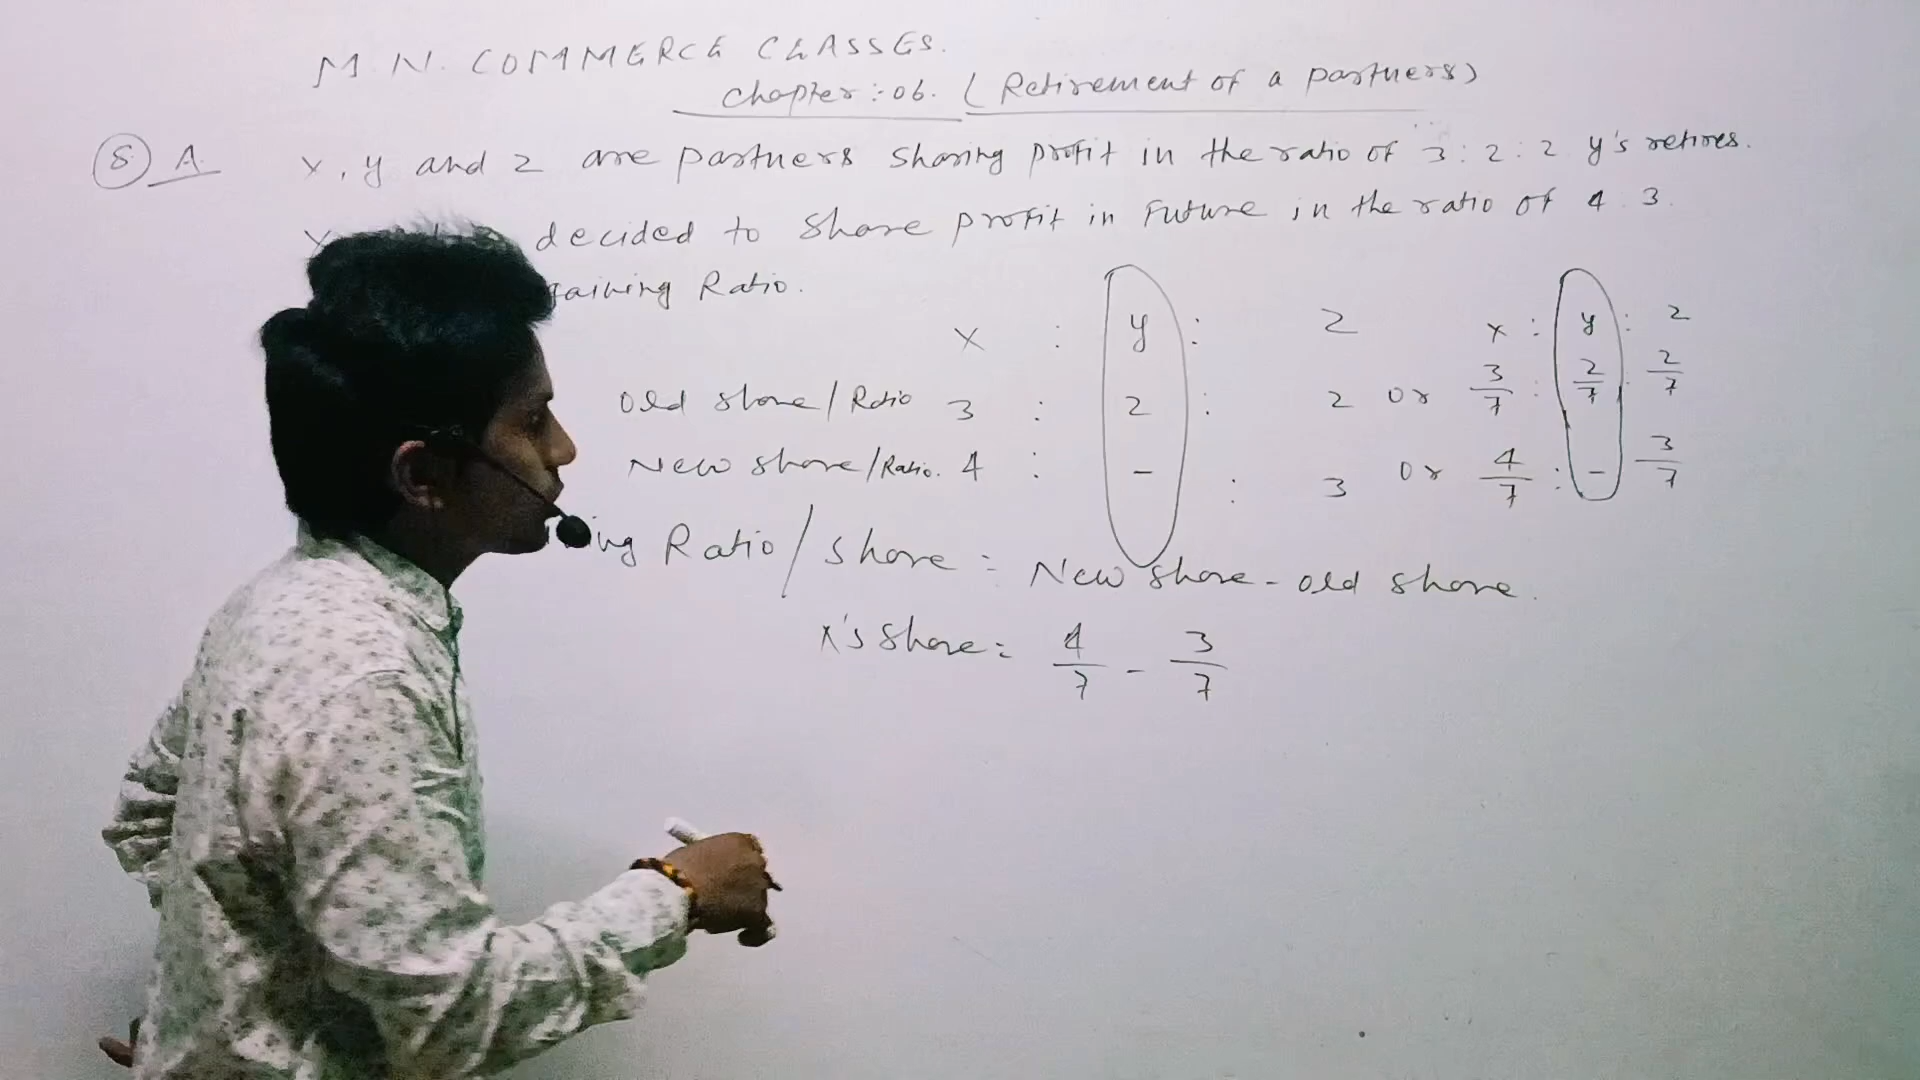 M.N. COMMERCE CLASSES.
Chapter :- 06. (Retirement of a partners)
8 A. X, y and z are partners sharing profit in the ratio of 3:2:2 y's retires.
decided to share profit in Future in the ratio of 4:3.
gaining Ratio.
X : y : z x : y : z
old share/Ratio 3 : 2 : 2 or 3/7 : 2/7 : 2/7
New share/Ratio. 4 : - : 3 or 4/7 : - 3/7
ing Ratio/share = New share - old share.
X's share = 4/7 - 3/7